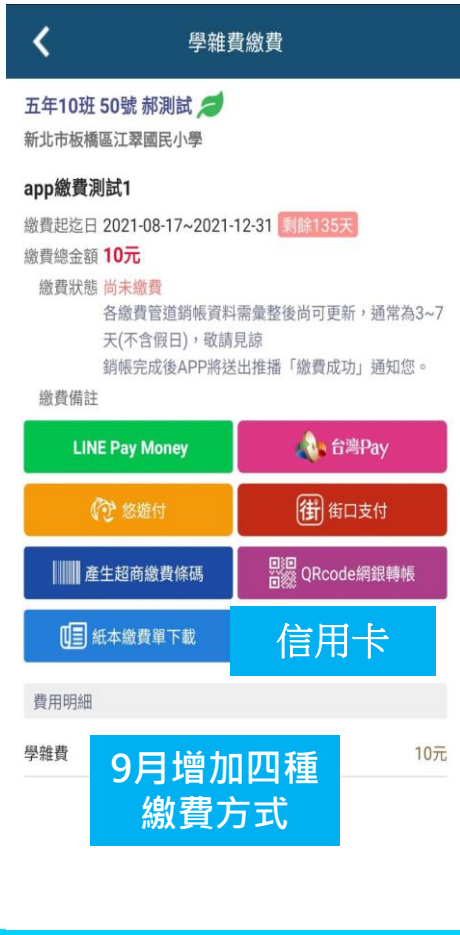 學雜費繳費
五年10班 50號 郝測試
新北市板橋區江翠國民小學
app繳費測試1
繳費起迄日 2021-08-17~2021-12-31 剩餘135天
繳費總金額 10元
繳費狀態 尚未繳費
各繳費管道銷帳資料需彙整後尚可更新，通常為3~7
天(不含假日)，敬請見諒
銷帳完成後APP將送出推播「繳費成功」通知您。
繳費備註
LINE Pay Money
台灣Pay
悠遊付
街 街口支付
產生超商繳費條碼
QRcode網銀轉帳
紙本繳費單下載
信用卡
費用明細
學雜費 10元
9月增加四種
繳費方式